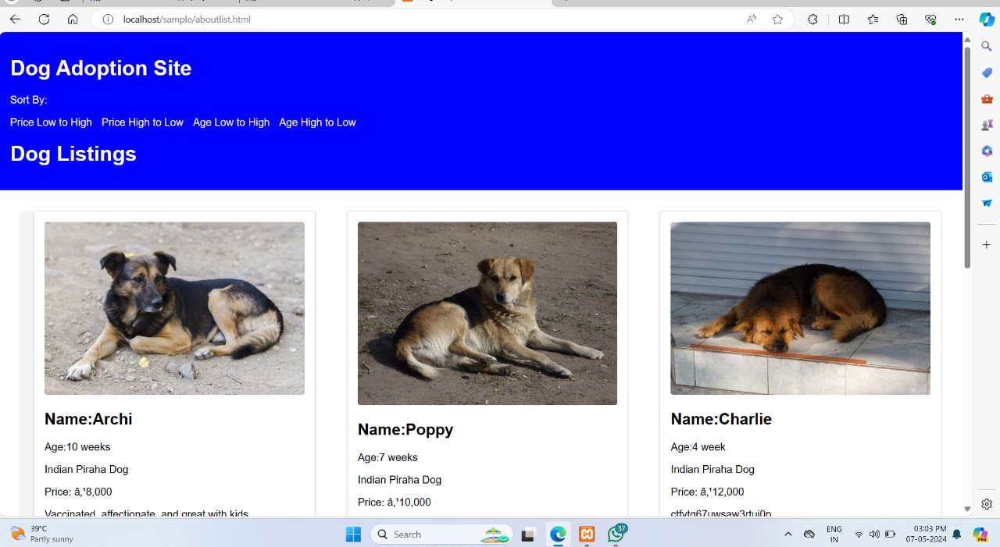 localhost/sample/aboutlist.html
Dog Adoption Site
Sort By:
Price Low to High Price High to Low Age Low to High Age High to Low
Dog Listings
Name:Archi
Age:10 weeks
Indian Piraha Dog
Price: â‚¹8,000
Vaccinated, affectionate, and great with kids
Name:Poppy
Age:7 weeks
Indian Piraha Dog
Price: â‚¹10,000
Name:Charlie
Age:4 week
Indian Piraha Dog
Price: â‚¹12,000
39°C
Partly sunny
Search
37
ENG
IN
03:03 PM
07-05-2024
PRE